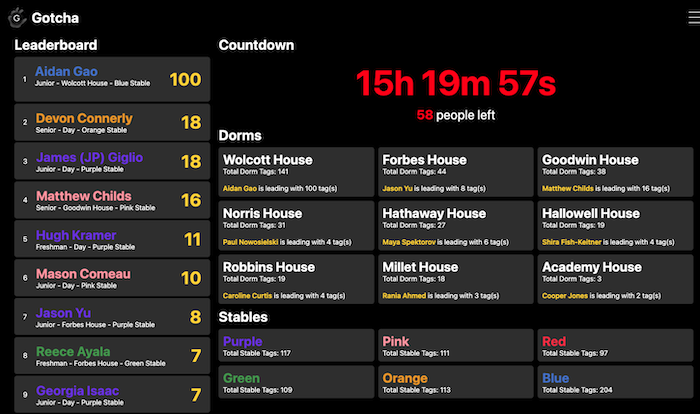 G Gotcha
Leaderboard
1 Aidan Gao 100
Junior - Wolcott House - Blue Stable
2 Devon Connerly 18
Senior - Day - Orange Stable
3 James (JP) Giglio 18
Junior - Day - Purple Stable
4 Matthew Childs 16
Senior - Goodwin House - Pink Stable
5 Hugh Kramer 11
Freshman - Day - Purple Stable
6 Mason Comeau 10
Junior - Day - Pink Stable
7 Jason Yu 8
Junior - Forbes House - Purple Stable
8 Reece Ayala 7
Freshman - Forbes House - Green Stable
9 Georgia Isaac 7
Junior - Day - Purple Stable
Countdown
15h 19m 57s
58 people left
Dorms
Wolcott House
Total Dorm Tags: 141
Aidan Gao is leading with 100 tag(s)
Forbes House
Total Dorm Tags: 44
Jason Yu is leading with 8 tag(s)
Goodwin House
Total Dorm Tags: 38
Matthew Childs is leading with 16 tag(s)
Norris House
Total Dorm Tags: 31
Paul Nowosielski is leading with 4 tag(s)
Hathaway House
Total Dorm Tags: 27
Maya Spektorov is leading with 6 tag(s)
Hallowell House
Total Dorm Tags: 19
Shira Fish-Keltner is leading with 4 tag(s)
Robbins House
Total Dorm Tags: 19
Caroline Curtis is leading with 4 tag(s)
Millet House
Total Dorm Tags: 18
Rania Ahmed is leading with 3 tag(s)
Academy House
Total Dorm Tags: 3
Cooper Jones is leading with 2 tag(s)
Stables
Purple
Total Stable Tags: 117
Pink
Total Stable Tags: 111
Red
Total Stable Tags: 97
Green
Total Stable Tags: 109
Orange
Total Stable Tags: 113
Blue
Total Stable Tags: 204